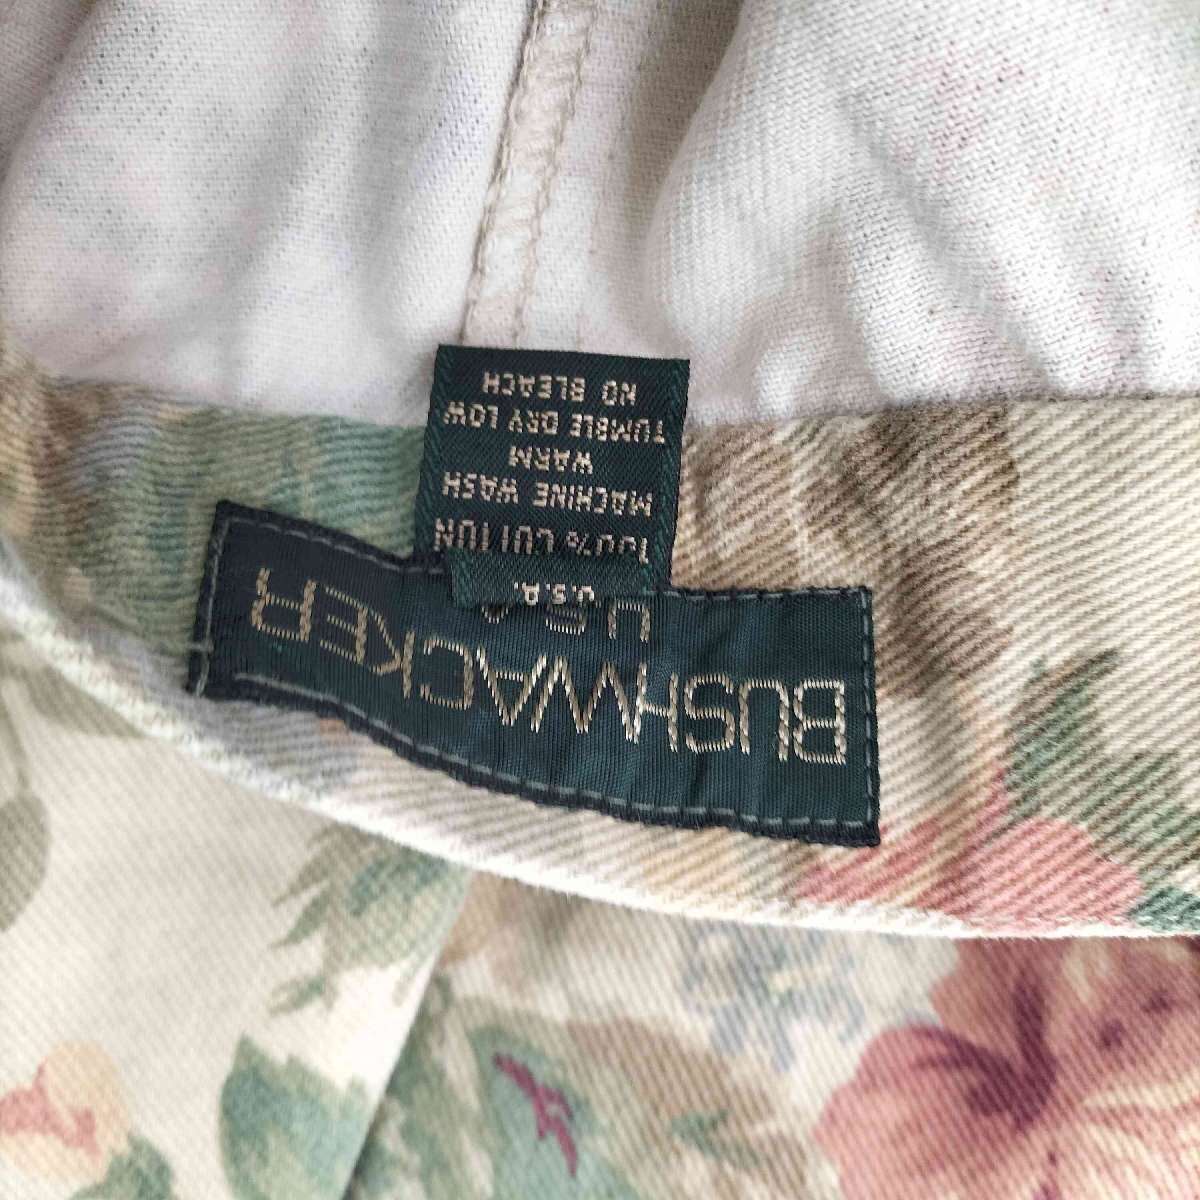 BUSHWACKER
U.S.A.
100% COTTON
MACHINE WASH
WARM
TUMBLE DRY LOW
NO BLEACH